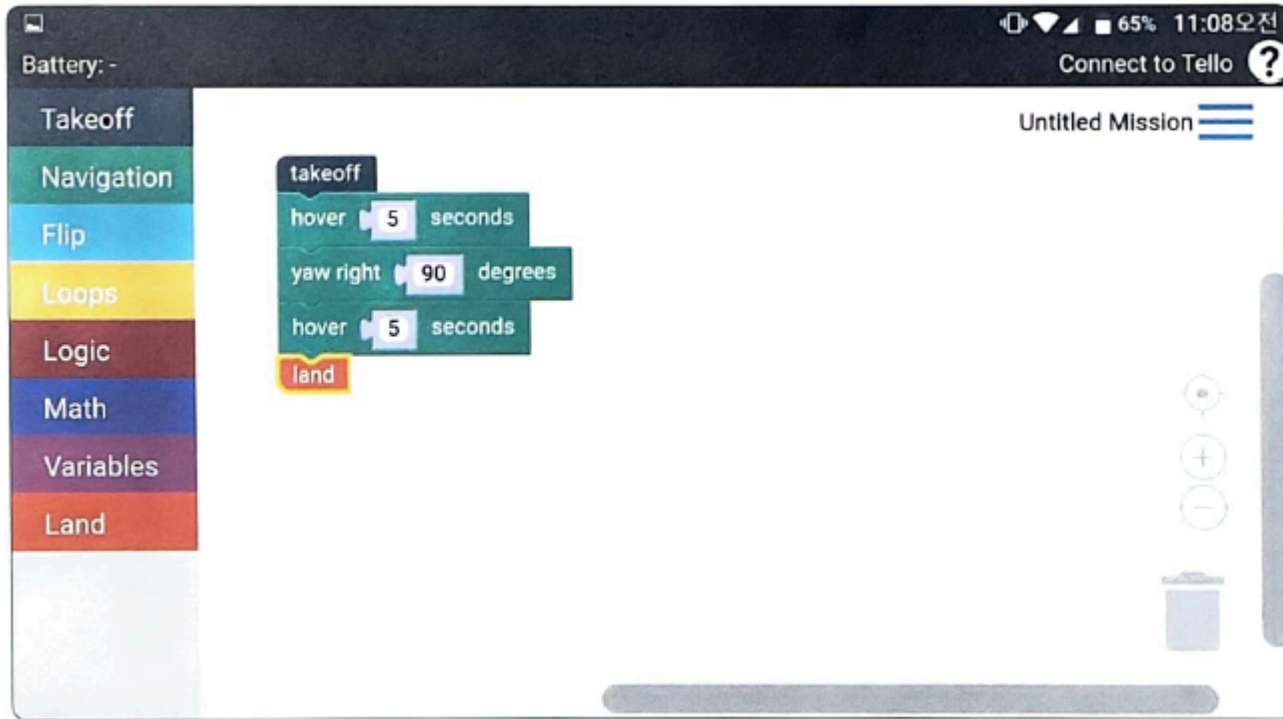 65% 11:08오전
Battery: -
Connect to Tello ?
Takeoff
Navigation
Flip
Loops
Logic
Math
Variables
Land
Untitled Mission
takeoff
hover 5 seconds
yaw right 90 degrees
hover 5 seconds
land